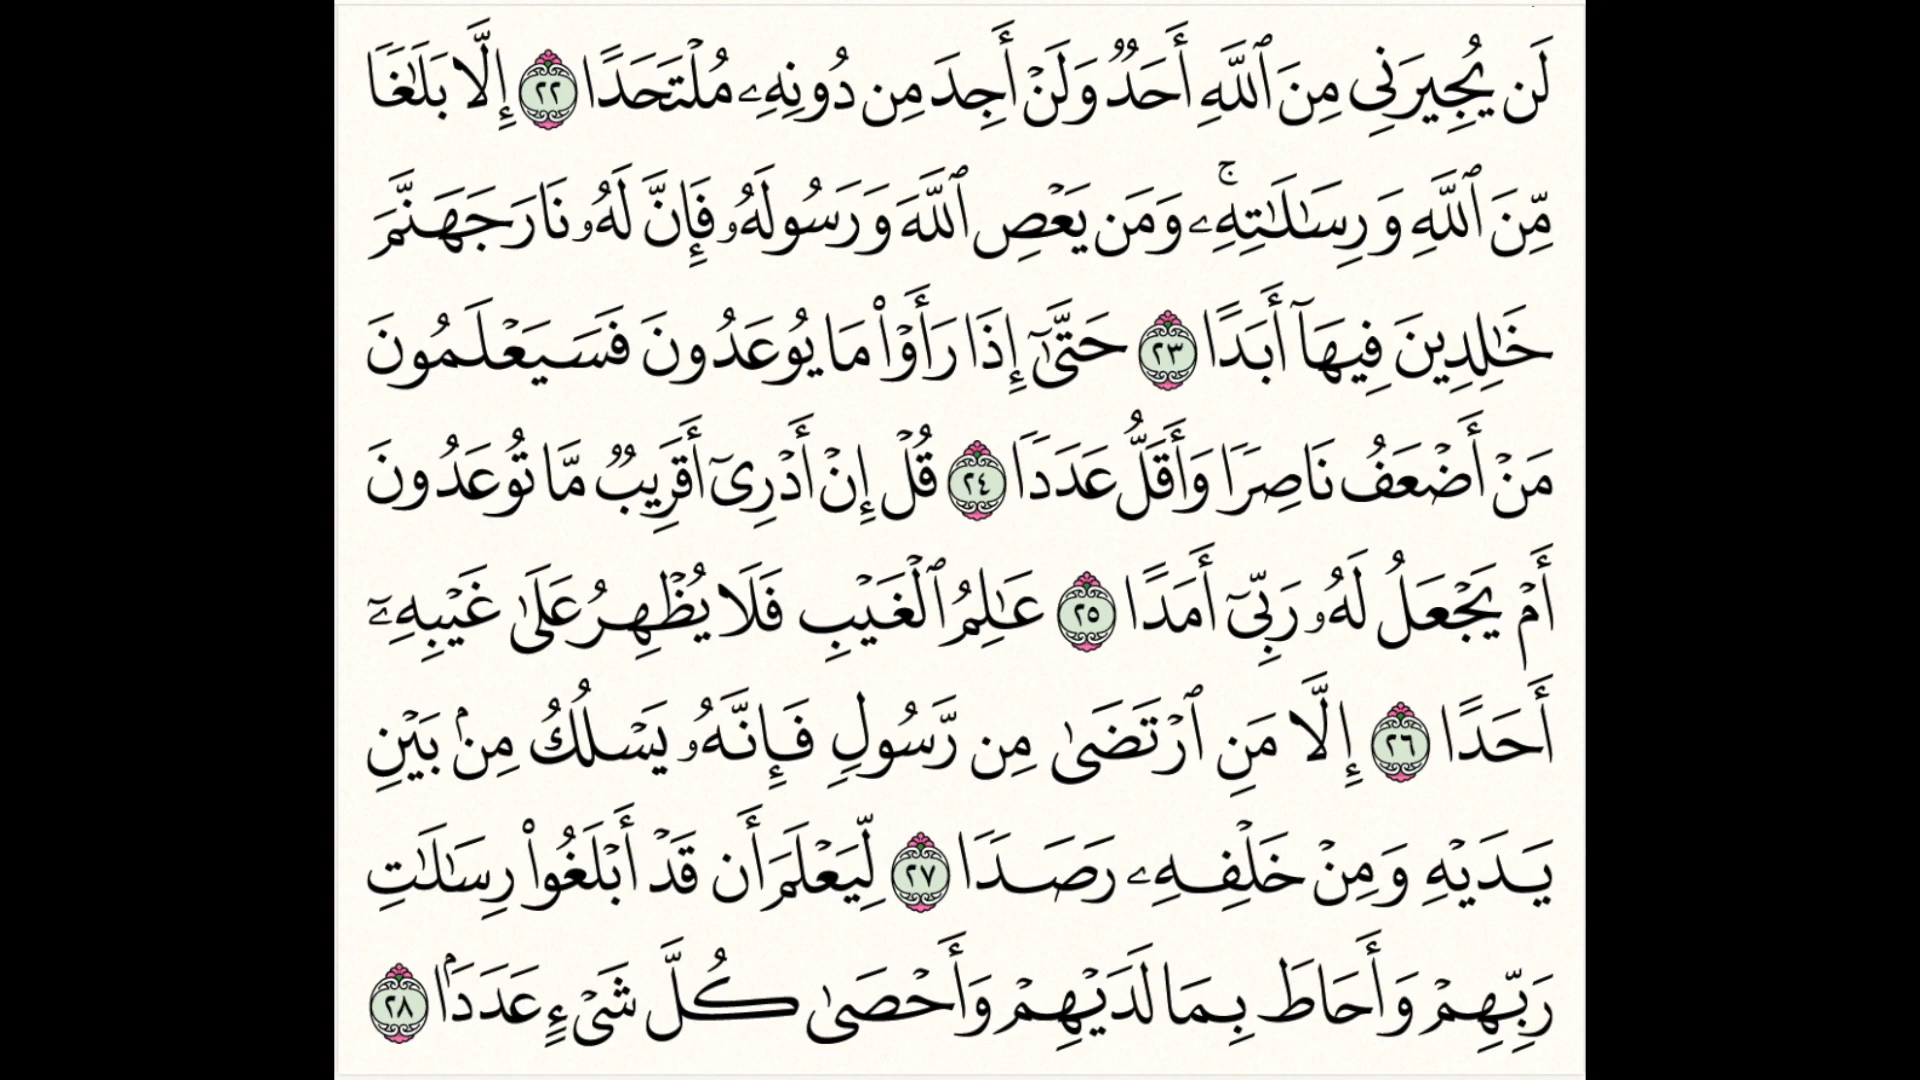 لَن يُجِيرَنِي مِنَ ٱللَّهِ أَحَدٌ وَلَنْ أَجِدَ مِن دُونِهِۦ مُلْتَحَدًا ٢٢ إِلَّا بَلَٰغًا
مِّنَ ٱللَّهِ وَرِسَٰلَٰتِهِۦۚ وَمَن يَعْصِ ٱللَّهَ وَرَسُولَهُۥ فَإِنَّ لَهُۥ نَارَ جَهَنَّمَ
خَٰلِدِينَ فِيهَآ أَبَدًا ٢٣ حَتَّىٰٓ إِذَا رَأَوْا۟ مَا يُوعَدُونَ فَسَيَعْلَمُونَ
مَنْ أَضْعَفُ نَاصِرًا وَأَقَلُّ عَدَدًا ٢٤ قُلْ إِنْ أَدْرِىٓ أَقَرِيبٌ مَّا تُوعَدُونَ
أَمْ يَجْعَلُ لَهُۥ رَبِّىٓ أَمَدًا ٢٥ عَٰلِمُ ٱلْغَيْبِ فَلَا يُظْهِرُ عَلَىٰ غَيْبِهِۦٓ
أَحَدًا ٢٦ إِلَّا مَنِ ٱرْتَضَىٰ مِن رَّسُولٍ فَإِنَّهُۥ يَسْلُكُ مِنۢ بَيْنِ
يَدَيْهِ وَمِنْ خَلْفِهِۦ رَصَدًا ٢٧ لِّيَعْلَمَ أَن قَدْ أَبْلَغُوا۟ رِسَٰلَٰتِ
رَبِّهِمْ وَأَحَاطَ بِمَا لَدَيْهِمْ وَأَحْصَىٰ كُلَّ شَىْءٍ عَدَدًۢا ٢٨